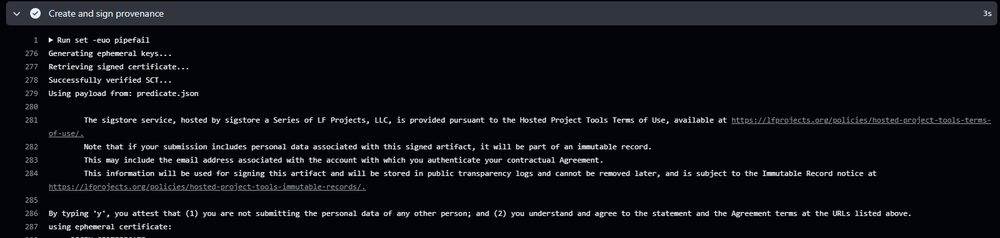 Create and sign provenance 3s
1 ▶ Run set -euo pipefail
276 Generating ephemeral keys...
277 Retrieving signed certificate...
278 Successfully verified SCT...
279 Using payload from: predicate.json
280
281 The sigstore service, hosted by sigstore a Series of LF Projects, LLC, is provided pursuant to the Hosted Project Tools Terms of Use, available at https://lfprojects.org/policies/hosted-project-tools-terms-
of-use/.
282 Note that if your submission includes personal data associated with this signed artifact, it will be part of an immutable record.
283 This may include the email address associated with the account with which you authenticate your contractual Agreement.
284 This information will be used for signing this artifact and will be stored in public transparency logs and cannot be removed later, and is subject to the Immutable Record notice at
https://lfprojects.org/policies/hosted-project-tools-immutable-records/.
285
286 By typing 'y', you attest that (1) you are not submitting the personal data of any other person; and (2) you understand and agree to the statement and the Agreement terms at the URLs listed above.
287 using ephemeral certificate: